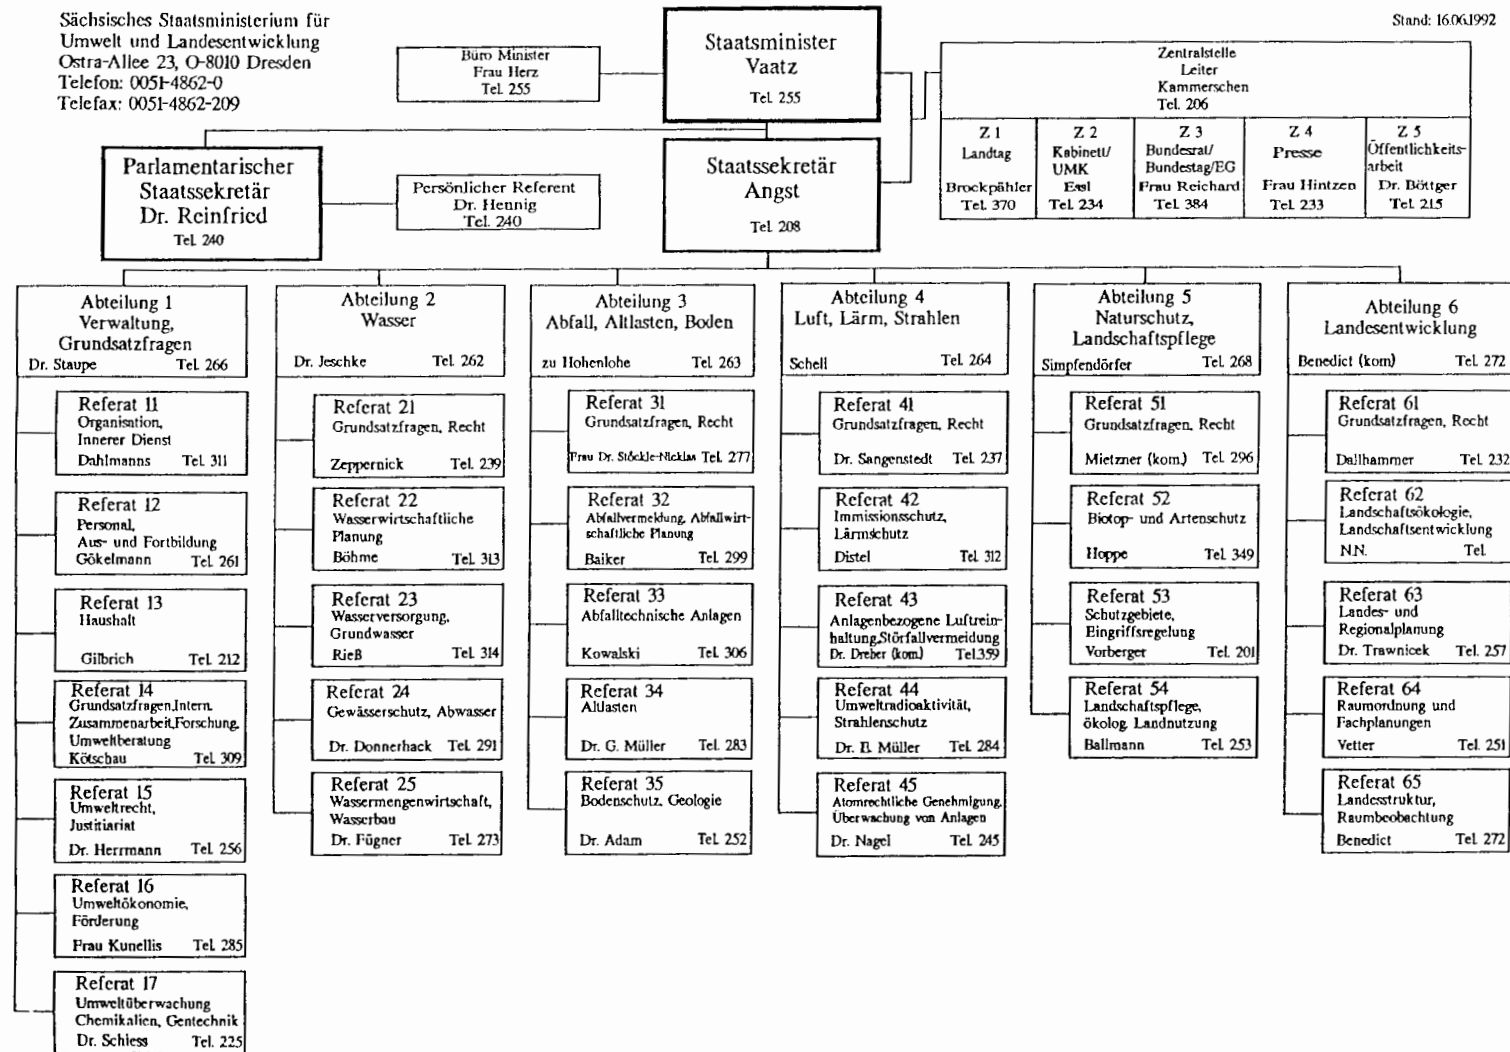 Sächsisches Staatsministerium für
Umwelt und Landesentwicklung
Ostra-Allee 23, O-8010 Dresden
Telefon: 0051-4862-0
Telefax: 0051-4862-209
Stand: 16.06.1992
Büro Minister
Frau Herz
Tel. 255
Staatsminister
Vaatz
Tel. 255
Zentralstelle
Leiter
Kammerschen
Tel. 206
Z 1
Landtag
Brockpähler
Tel. 370
Z 2
Kabinett/
UMK
Essl
Tel. 234
Z 3
Bundesrat/
Bundestag/EG
Frau Reichard
Tel. 384
Z 4
Presse
Frau Hintzen
Tel. 233
Z 5
Öffentlichkeits-
arbeit
Dr. Böttger
Tel. 215
Parlamentarischer
Staatssekretär
Dr. Reinfried
Tel. 240
Persönlicher Referent
Dr. Hennig
Tel. 240
Staatssekretär
Angst
Tel. 208
Abteilung 1
Verwaltung,
Grundsatzfragen
Dr. Staupe Tel. 266
Referat 11
Organisation,
Innerer Dienst
Dahlmanns Tel. 311
Referat 12
Personal,
Aus- und Fortbildung
Gökelmann Tel. 261
Referat 13
Haushalt
Gilbrich Tel. 212
Referat 14
Grundsatzfragen,Intern.
Zusammenarbeit,Forschung,
Umweltberatung
Kötschau Tel. 309
Referat 15
Umweltrecht,
Justitiariat
Dr. Herrmann Tel. 256
Referat 16
Umweltökonomie,
Förderung
Frau Kunellis Tel. 285
Referat 17
Umweltüberwachung
Chemikalien, Gentechnik
Dr. Schiess Tel. 225
Abteilung 2
Wasser
Dr. Jeschke Tel. 262
Referat 21
Grundsatzfragen, Recht
Zeppernick Tel. 239
Referat 22
Wasserwirtschaftliche
Planung
Böhme Tel. 313
Referat 23
Wasserversorgung,
Grundwasser
Rieß Tel. 314
Referat 24
Gewässerschutz, Abwasser
Dr. Donnerhack Tel. 291
Referat 25
Wassermengenwirtschaft,
Wasserbau
Dr. Fügner Tel. 273
Abteilung 3
Abfall, Altlasten, Boden
zu Hohenlohe Tel. 263
Referat 31
Grundsatzfragen, Recht
Frau Dr. Stöckle-Nicklas Tel. 277
Referat 32
Abfallvermeidung, Abfallwirt-
schaftliche Planung
Baiker Tel. 299
Referat 33
Abfalltechnische Anlagen
Kowalski Tel. 306
Referat 34
Altlasten
Dr. G. Müller Tel. 283
Referat 35
Bodenschutz, Geologie
Dr. Adam Tel. 252
Abteilung 4
Luft, Lärm, Strahlen
Schell Tel. 264
Referat 41
Grundsatzfragen, Recht
Dr. Sangenstedt Tel. 237
Referat 42
Immissionsschutz,
Lärmschutz
Distel Tel. 312
Referat 43
Anlagenbezogene Luftrein-
haltung,Störfallvermeidung
Dr. Dreber (kom.) Tel.359
Referat 44
Umweltradioaktivität,
Strahlenschutz
Dr. B. Müller Tel. 284
Referat 45
Atomrechtliche Genehmigung,
Überwachung von Anlagen
Dr. Nagel Tel. 245
Abteilung 5
Naturschutz,
Landschaftspflege
Simpfendörfer Tel. 268
Referat 51
Grundsatzfragen, Recht
Mietzner (kom.) Tel. 296
Referat 52
Biotop- und Artenschutz
Hoppe Tel. 349
Referat 53
Schutzgebiete,
Eingriffsregelung
Vorberger Tel. 201
Referat 54
Landschaftspflege,
ökolog. Landnutzung
Ballmann Tel. 253
Abteilung 6
Landesentwicklung
Benedict (kom) Tel. 272
Referat 61
Grundsatzfragen, Recht
Dallhammer Tel. 232
Referat 62
Landschaftsökologie,
Landschaftsentwicklung
N.N. Tel.
Referat 63
Landes- und
Regionalplanung
Dr. Trawnicek Tel. 257
Referat 64
Raumordnung und
Fachplanungen
Vetter Tel. 251
Referat 65
Landesstruktur,
Raumbeobachtung
Benedict Tel. 272